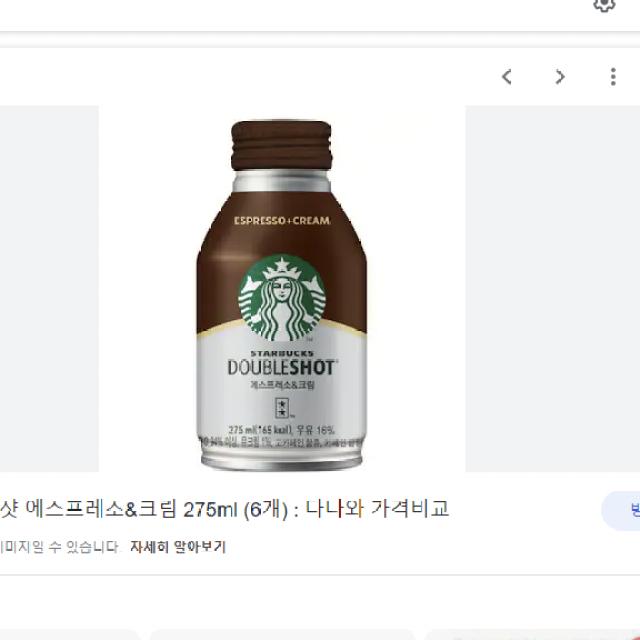 ESPRESSO+CREAM
STARBUCKS
DOUBLESHOT
에스프레소&크림
275 ml(165 kcal), 우유 16%
샷 에스프레소&크림 275ml (6개) : 다나와 가격비교
이미지일 수 있습니다. 자세히 알아보기